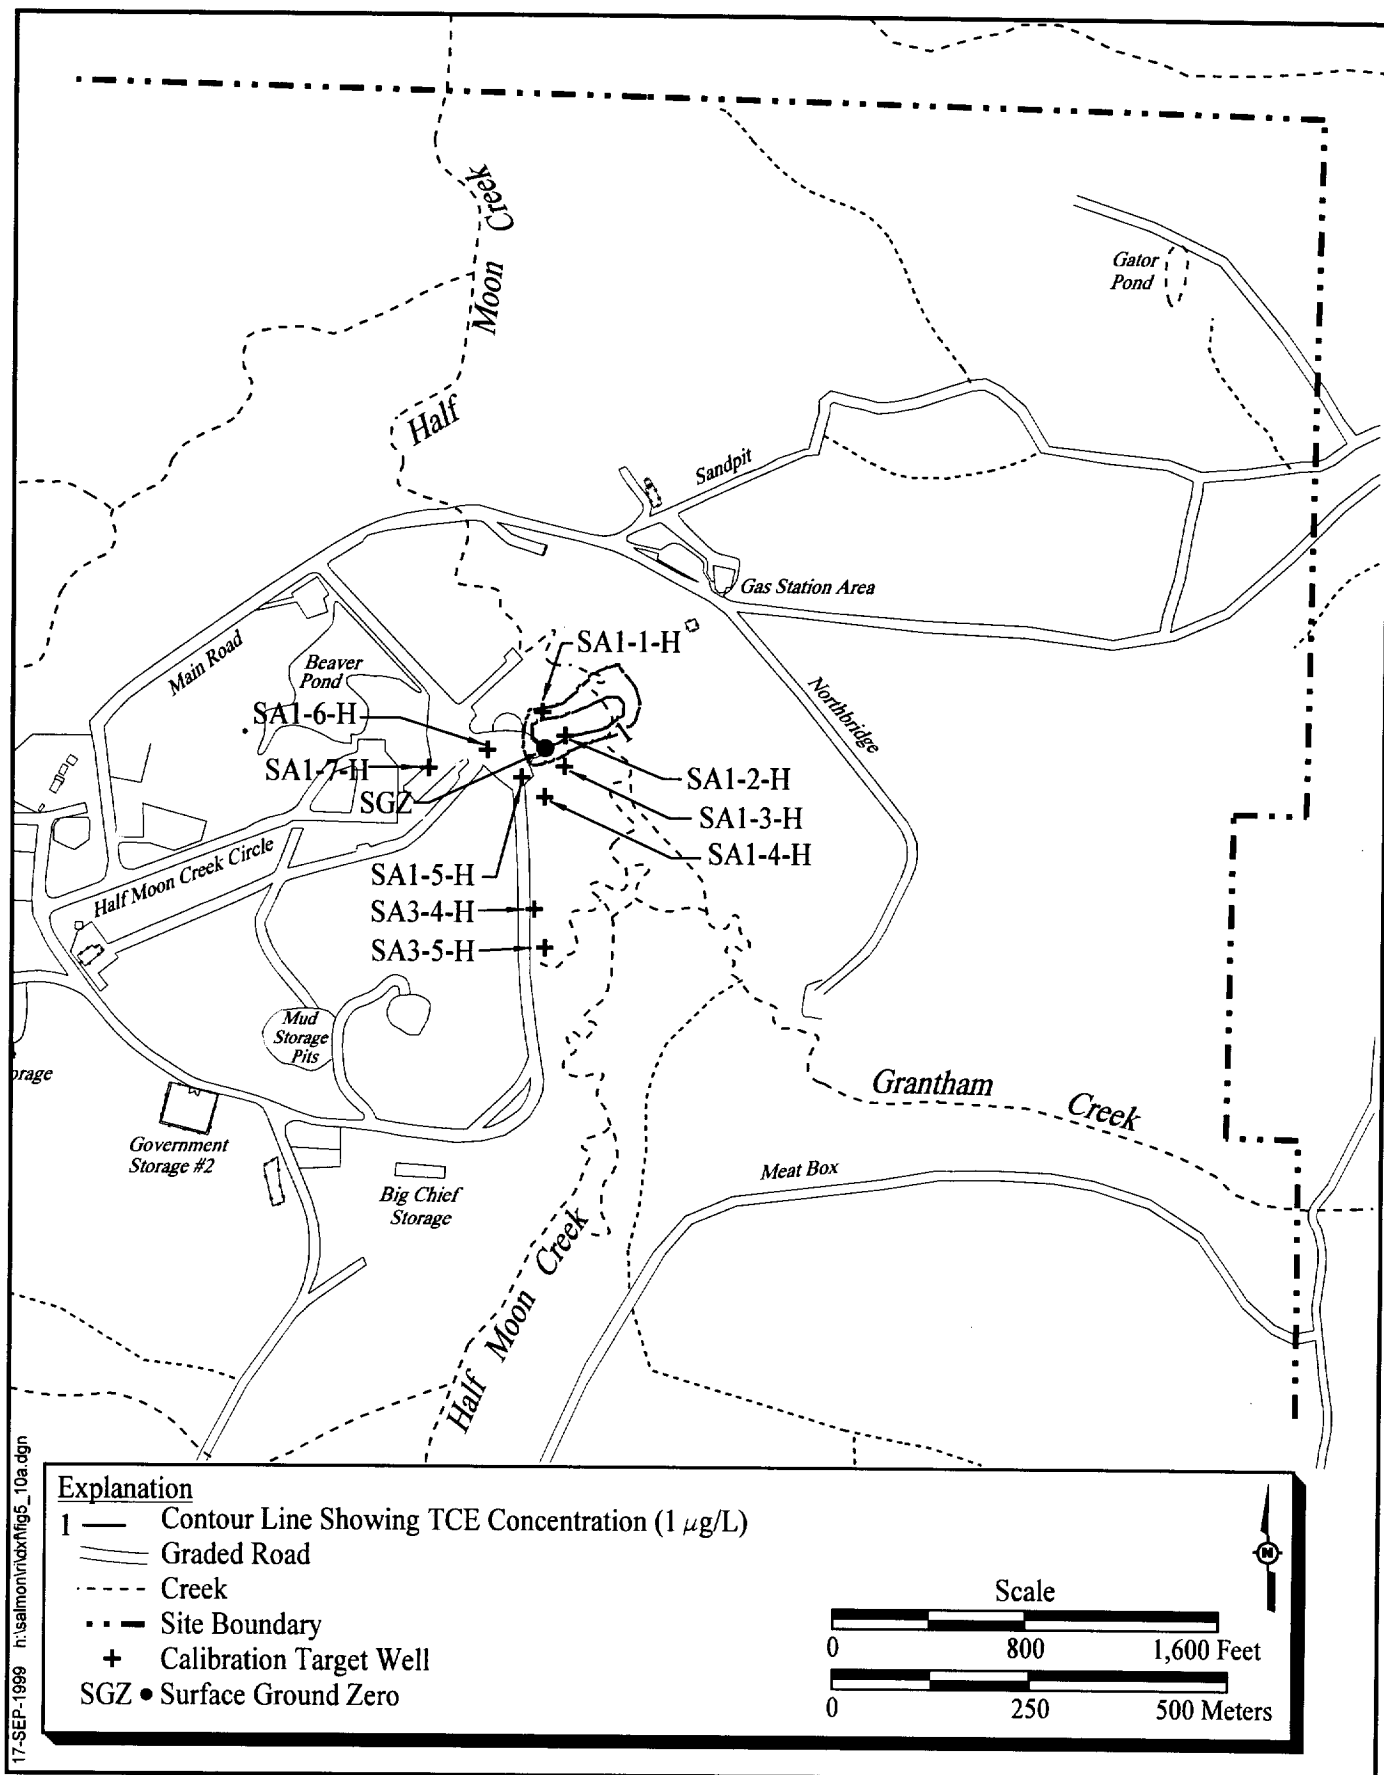 Half Moon Creek
Gator
Pond
Sandpit
Gas Station Area
SA1-1-H
Main Road
Beaver
Pond
Northbridge
SA1-6-H
SA1-7-H
SGZ
SA1-2-H
SA1-3-H
SA1-4-H
Half Moon Creek Circle
SA1-5-H
SA3-4-H
SA3-5-H
Mud
Storage
Pits
orage
Grantham Creek
Government
Storage #2
Meat Box
Big Chief
Storage
Half Moon Creek
17-SEP-1999 h:\salmon\ri\dxf\fig5_10a.dgn
Explanation
1 Contour Line Showing TCE Concentration (1 μg/L)
Graded Road
Creek
Site Boundary
Calibration Target Well
SGZ • Surface Ground Zero
N
Scale
0 800 1,600 Feet
0 250 500 Meters